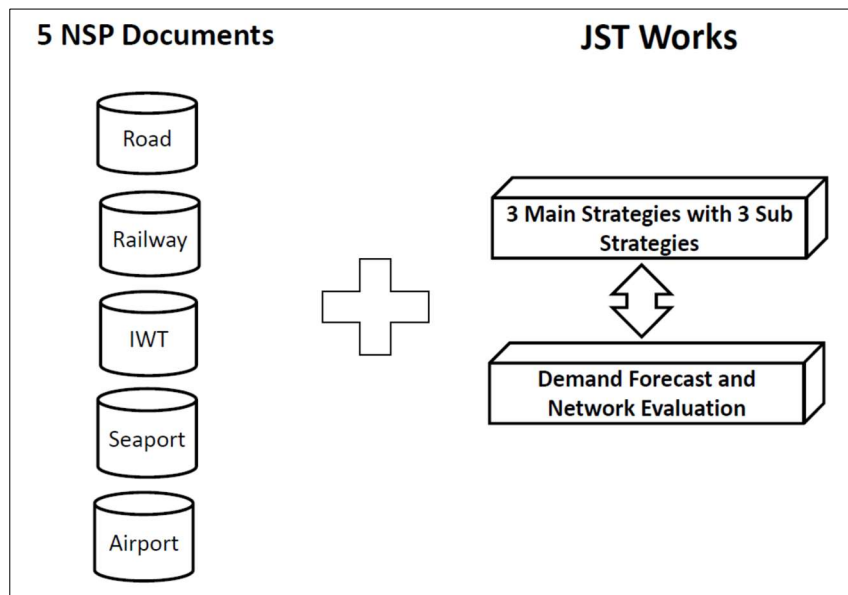 5 NSP Documents
Road
Railway
IWT
Seaport
Airport
JST Works
3 Main Strategies with 3 Sub
Strategies
Demand Forecast and
Network Evaluation